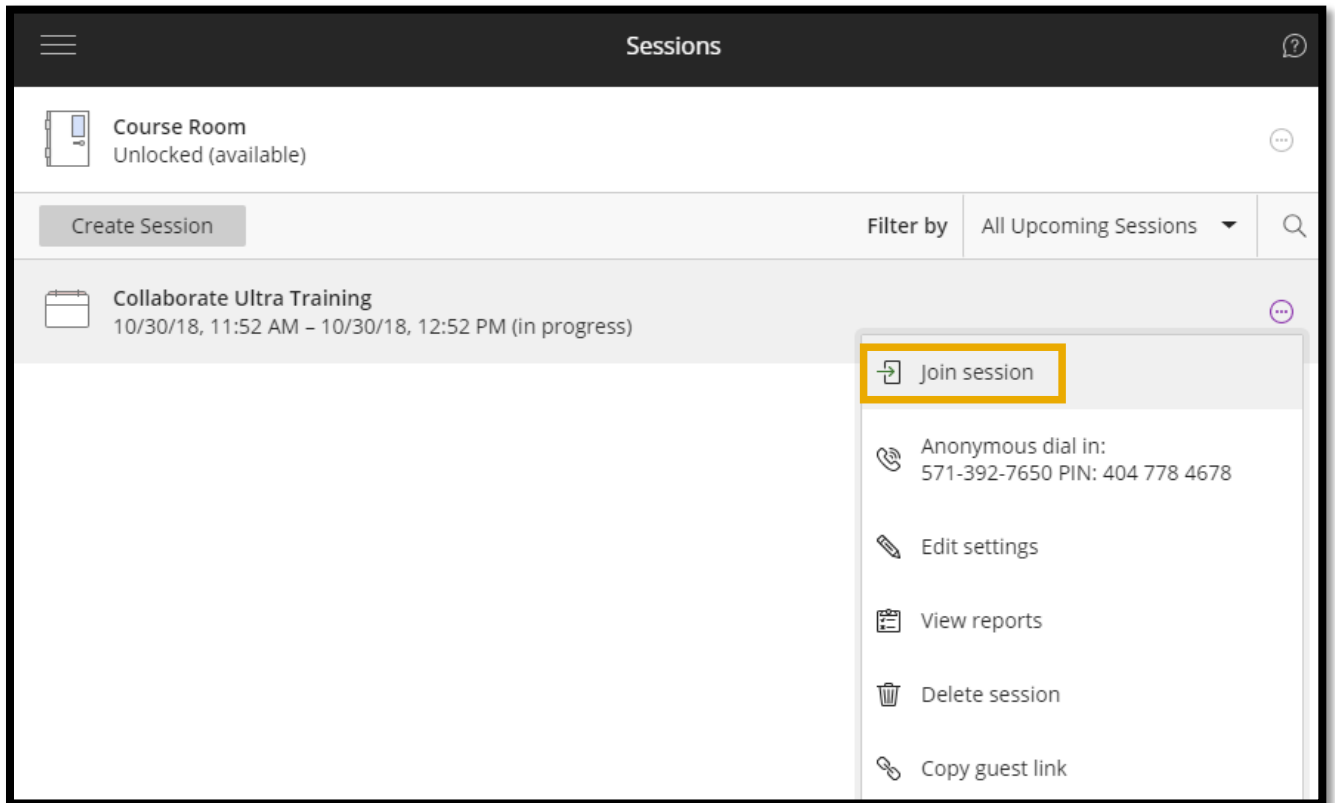 Sessions
Course Room
Unlocked (available)
Create Session
Filter by
All Upcoming Sessions
Collaborate Ultra Training
10/30/18, 11:52 AM – 10/30/18, 12:52 PM (in progress)
Join session
Anonymous dial in:
571-392-7650 PIN: 404 778 4678
Edit settings
View reports
Delete session
Copy guest link